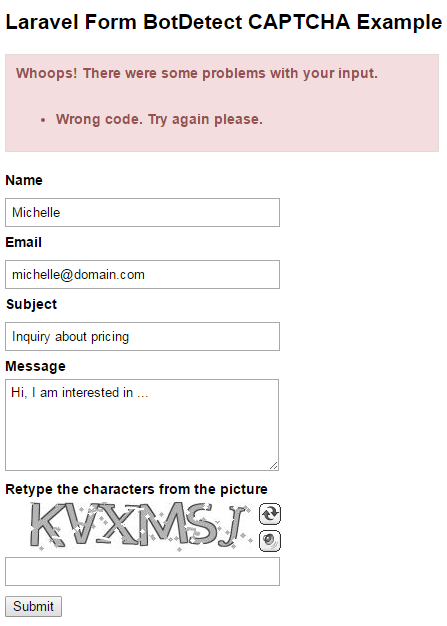 Laravel Form BotDetect CAPTCHA Example
Whoops! There were some problems with your input.
• Wrong code. Try again please.
Name
Michelle
Email
michelle@domain.com
Subject
Inquiry about pricing
Message
Hi, I am interested in ...
Retype the characters from the picture
KVXMSJ
Submit